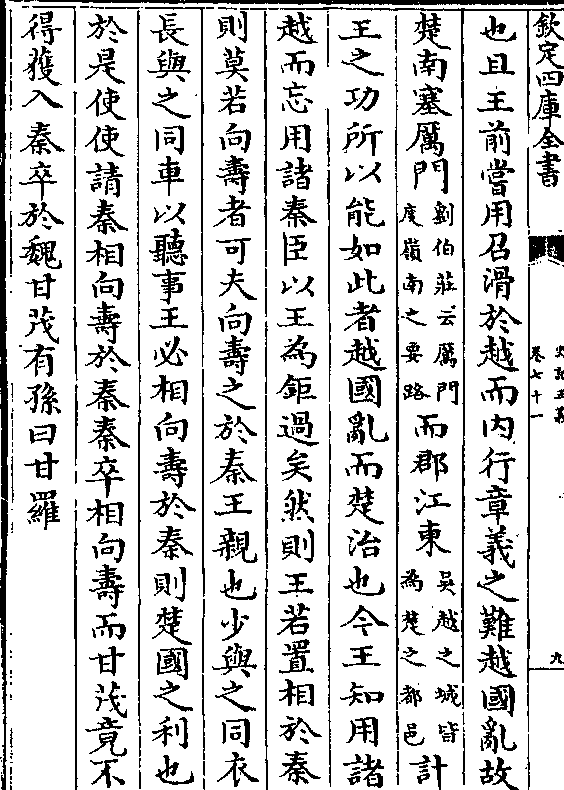 欽定四庫全書
史記正義
卷七十一
九
也且王前嘗用召滑於越而内行章義之難越國亂故
楚南塞厲門劉伯莊云厲門度嶺南之要路而郡江東吳越之城皆為楚之都邑計
王之功所以能如此者越國亂而楚治也今王知用諸
越而忘用諸秦臣以王為鉅過矣然則王若置相於秦
則莫若向壽者可夫向壽之於秦王親也少與之同衣
長與之同車以聽事王必相向壽於秦則楚國之利也
於是使使請秦相向壽於秦秦卒相向壽而甘茂竟不
得獲入秦卒於魏甘茂有孫曰甘羅